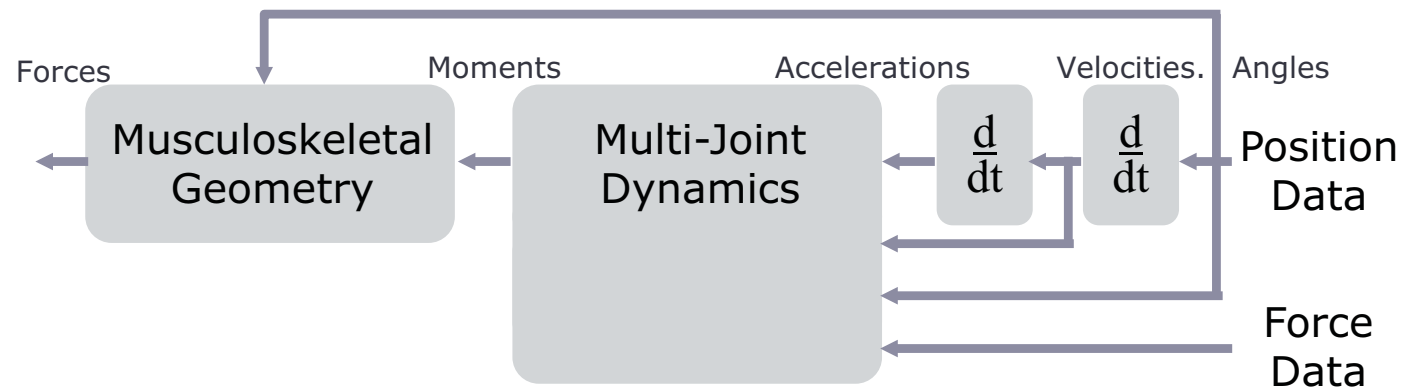 Forces
Moments
Accelerations
Velocities.
Angles
Musculoskeletal
Geometry
Multi-Joint
Dynamics
d
dt
d
dt
Position
Data
Force
Data